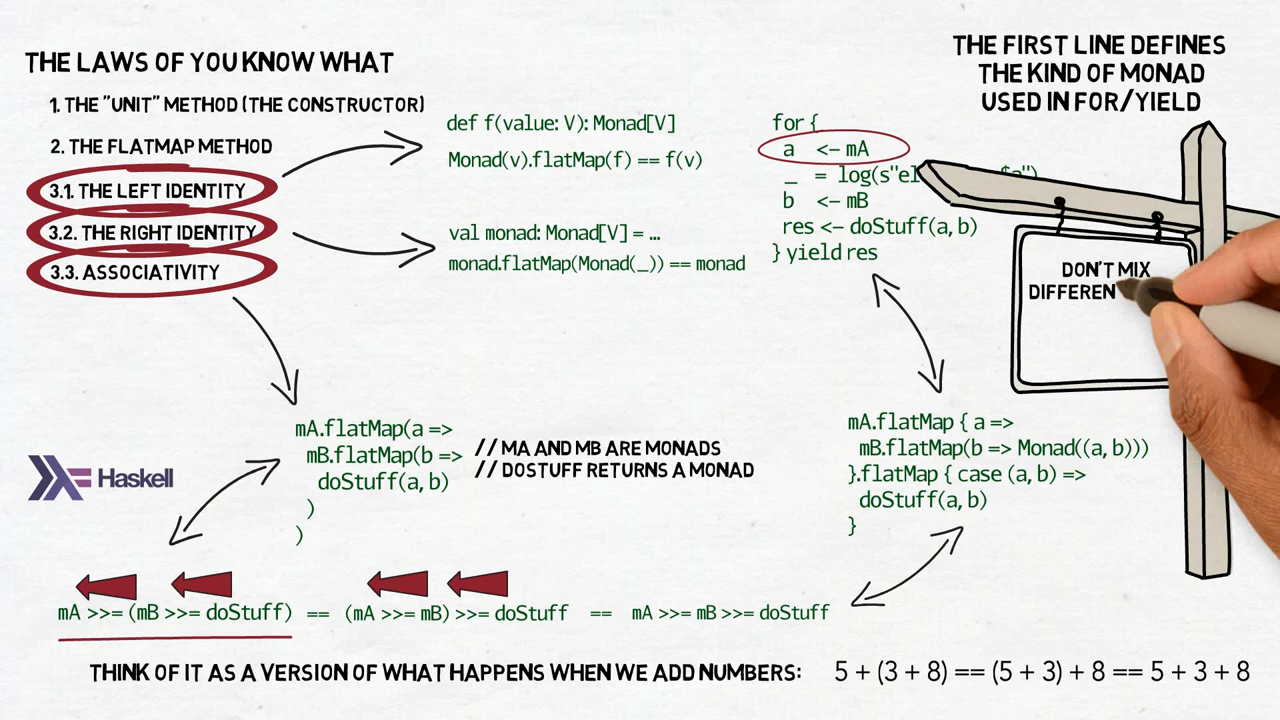 THE LAWS OF YOU KNOW WHAT
1. THE "UNIT" METHOD (THE CONSTRUCTOR)
2. THE FLATMAP METHOD
3.1. THE LEFT IDENTITY
3.2. THE RIGHT IDENTITY
3.3. ASSOCIATIVITY
def f(value: V): Monad[V]
Monad(v).flatMap(f) == f(v)
val monad: Monad[V] = ...
monad.flatMap(Monad(_)) == monad
for {
a <- mA
_ = log(s"el $a")
b <- mB
res <- doStuff(a, b)
} yield res
THE FIRST LINE DEFINES
THE KIND OF MONAD
USED IN FOR/YIELD
DON'T MIX
DIFFEREN
mA.flatMap(a =>
mB.flatMap(b =>
doStuff(a, b)
)
)
// MA AND MB ARE MONADS
// DOSTUFF RETURNS A MONAD
mA.flatMap { a =>
mB.flatMap(b => Monad((a, b)))
}.flatMap { case (a, b) =>
doStuff(a, b)
}
Haskell
mA >>= (mB >>= doStuff) == (mA >>= mB) >>= doStuff == mA >>= mB >>= doStuff
THINK OF IT AS A VERSION OF WHAT HAPPENS WHEN WE ADD NUMBERS: 5 + (3 + 8) == (5 + 3) + 8 == 5 + 3 + 8